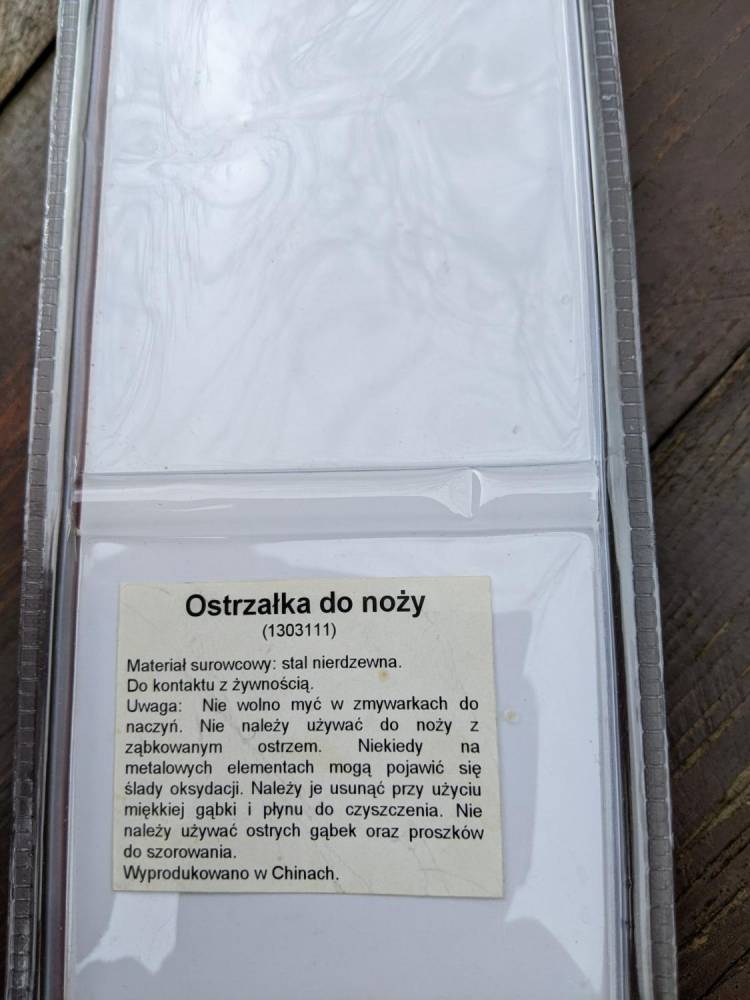 Ostrzałka do noży
(1303111)
Materiał surowcowy: stal nierdzewna.
Do kontaktu z żywnością.
Uwaga: Nie wolno myć w zmywarkach do
naczyń. Nie należy używać do noży z
ząbkowanym ostrzem. Niekiedy na
metalowych elementach mogą pojawić się
ślady oksydacji. Należy je usunąć przy użyciu
miękkiej gąbki i płynu do czyszczenia. Nie
należy używać ostrych gąbek oraz proszków
do szorowania.
Wyprodukowano w Chinach.